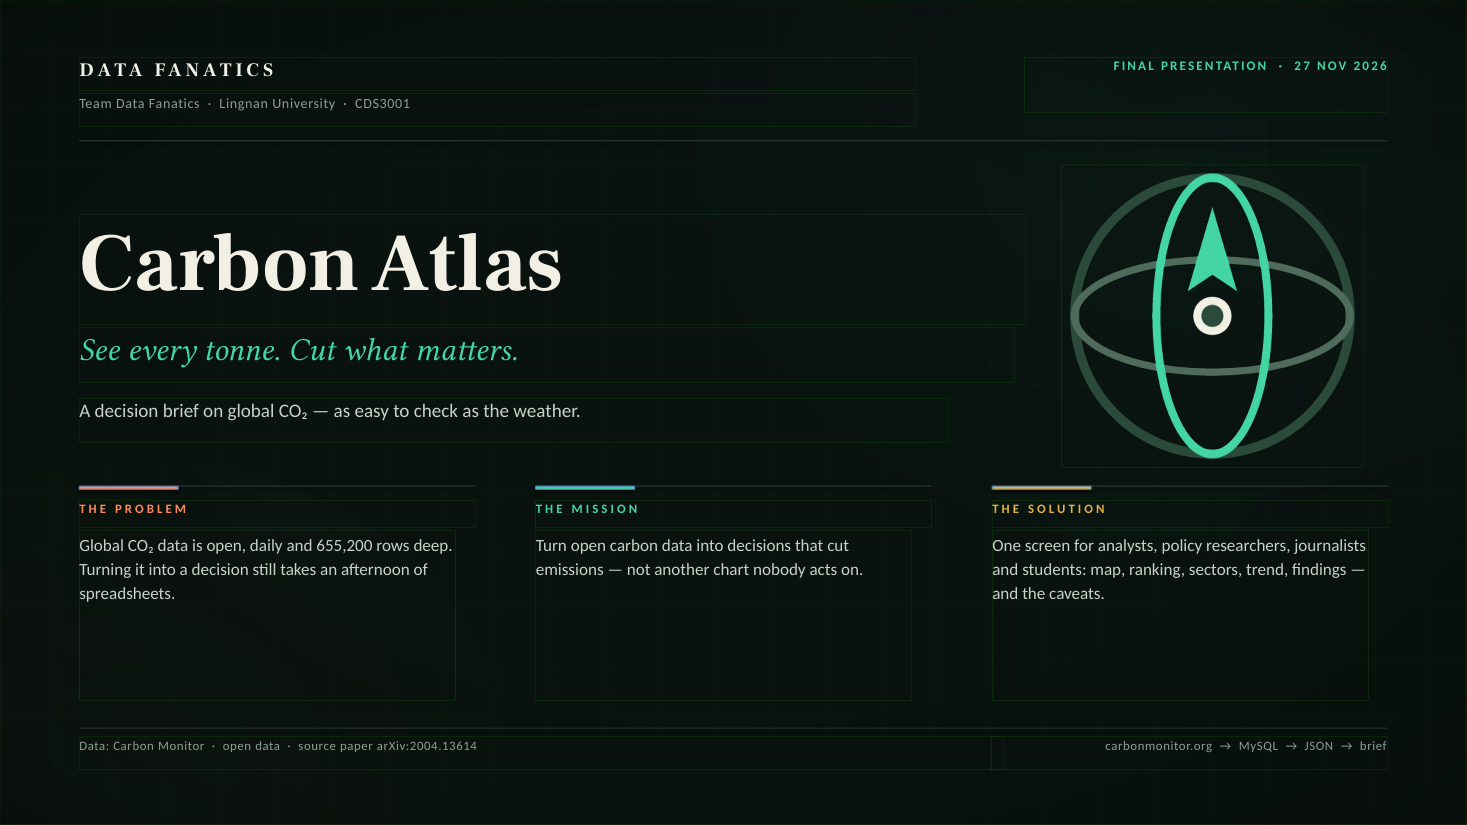 DATA FANATICS
FINAL PRESENTATION · 27 NOV 2026
Team Data Fanatics · Lingnan University · CDS3001
Carbon Atlas
See every tonne. Cut what matters.
A decision brief on global CO₂ — as easy to check as the weather.
THE PROBLEM
Global CO₂ data is open, daily and 655,200 rows deep.
Turning it into a decision still takes an afternoon of
spreadsheets.
THE MISSION
Turn open carbon data into decisions that cut
emissions — not another chart nobody acts on.
THE SOLUTION
One screen for analysts, policy researchers, journalists
and students: map, ranking, sectors, trend, findings —
and the caveats.
Data: Carbon Monitor · open data · source paper arXiv:2004.13614
carbonmonitor.org → MySQL → JSON → brief